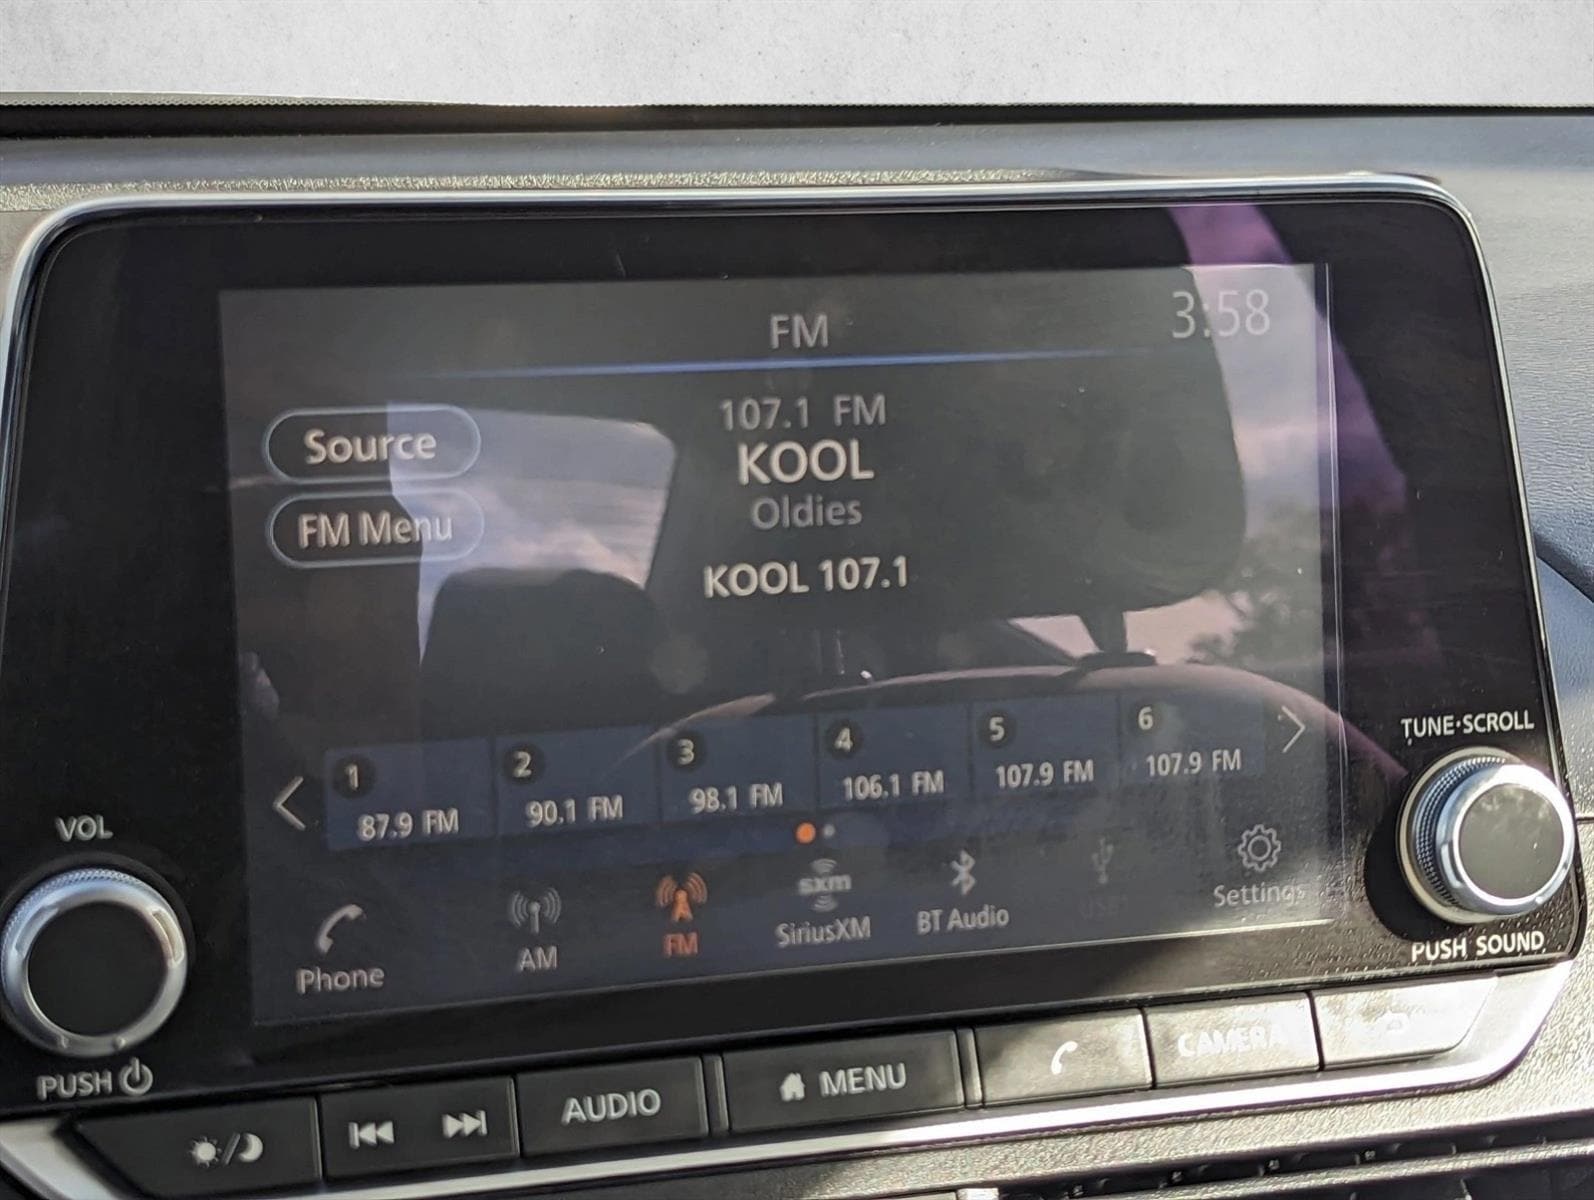 FM
3:58
Source
FM Menu
107.1 FM
KOOL
Oldies
KOOL 107.1
1
87.9 FM
2
90.1 FM
3
98.1 FM
4
106.1 FM
5
107.9 FM
6
107.9 FM
Phone
AM
FM
sxm
SiriusXM
BT Audio
Settings
VOL
PUSH
TUNE·SCROLL
PUSH SOUND
AUDIO
MENU
CAMERA